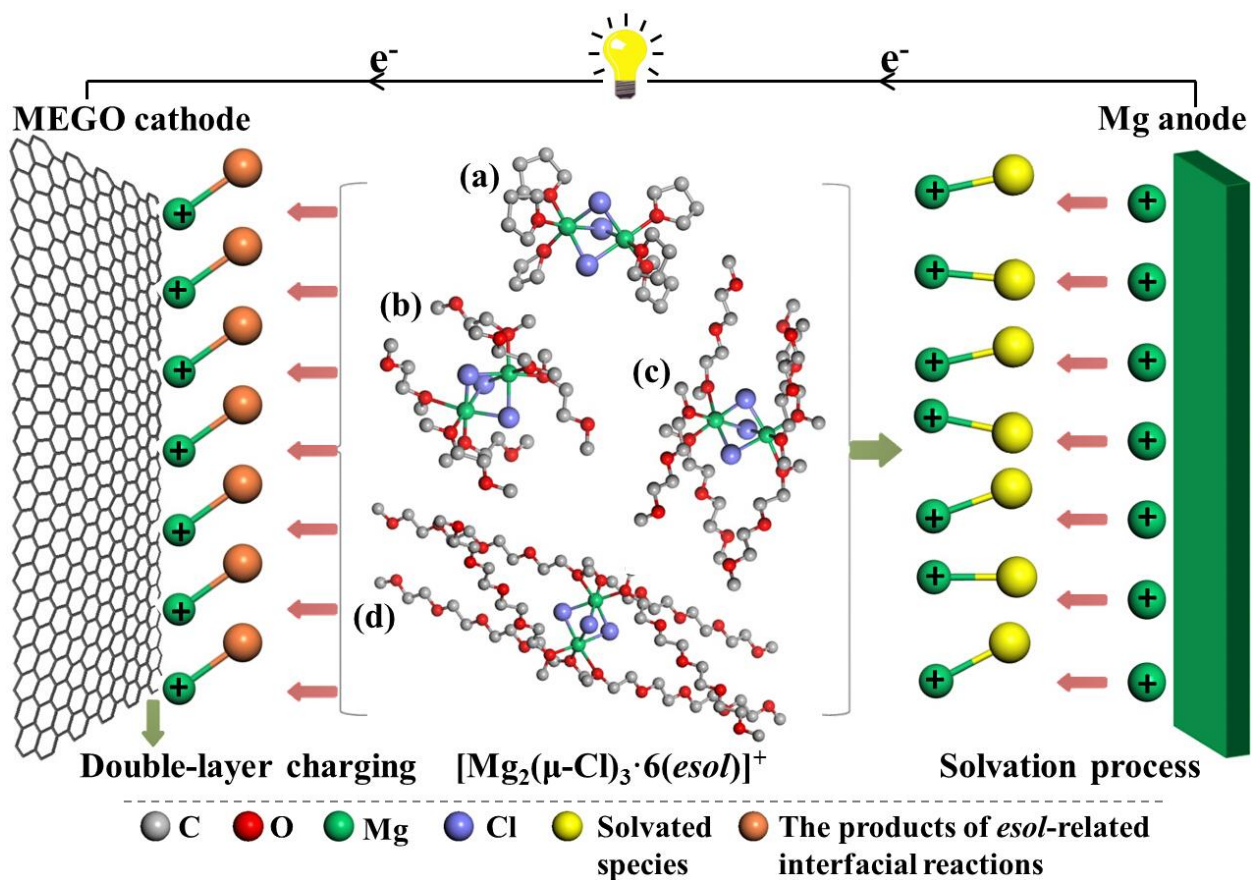 e⁻ e⁻
MEGO cathode Mg anode
(a)
(b)
(c)
(d)
+ + + + + + +
+ + + + + + +
+ + + + + + +
Double-layer charging [Mg₂(μ-Cl)₃·6(esol)]⁺ Solvation process
C O Mg Cl Solvated The products of esol-related
species interfacial reactions